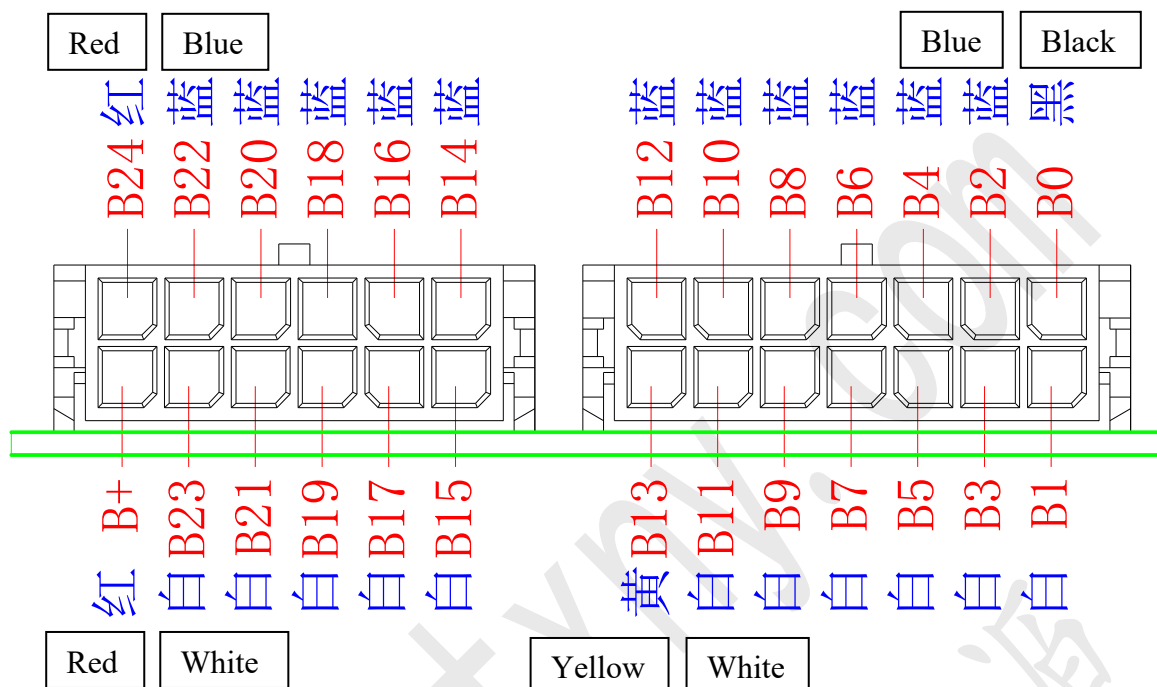 Red Blue Blue Black
红 蓝 蓝 蓝 蓝 蓝 蓝 蓝 蓝 蓝 蓝 蓝 黑
B24 B22 B20 B18 B16 B14 B12 B10 B8 B6 B4 B2 B0
B+ B23 B21 B19 B17 B15 B13 B11 B9 B7 B5 B3 B1
红 白 白 白 白 白 黄 白 白 白 白 白 白
Red White Yellow White